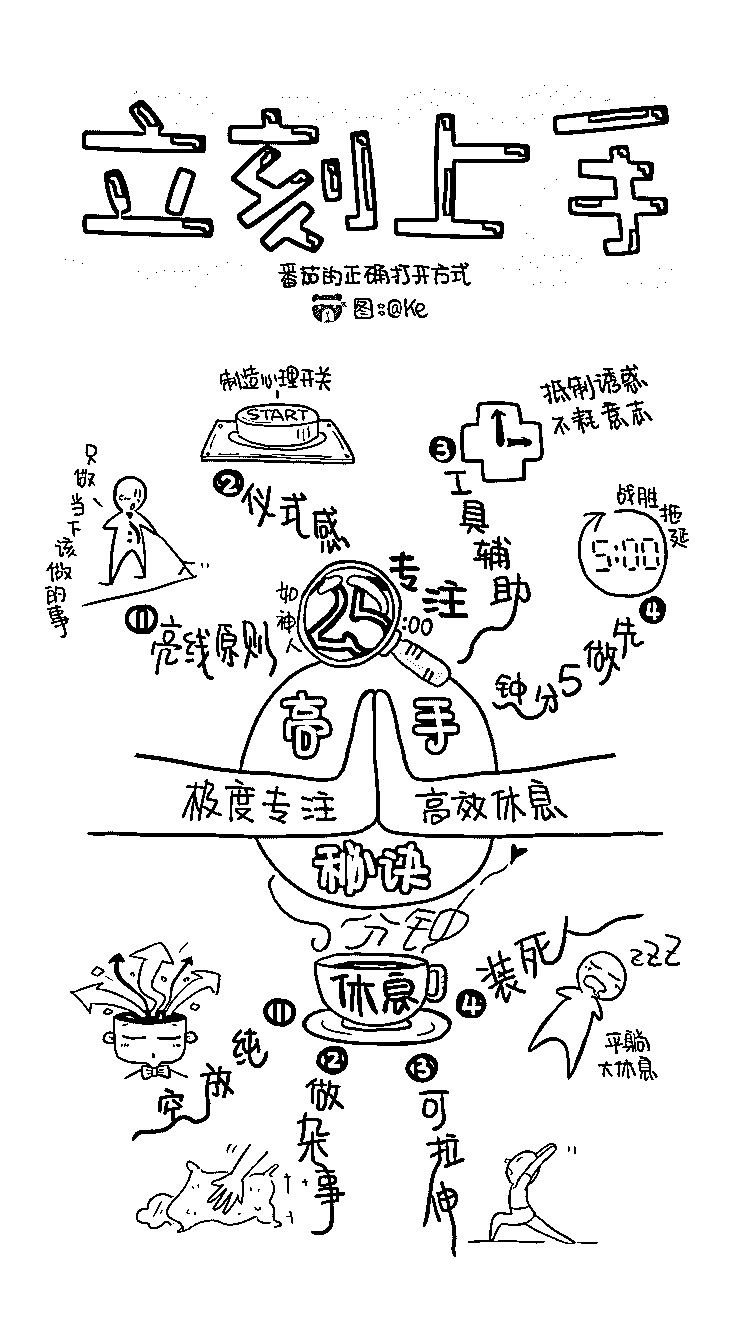 立刻上手
番茄的正确打开方式
图:@Ke
制造心理开关
START
②仪式感
③工具辅助
抵制诱惑
不耗意志
只做当下该做的事
①亮线原则
如神人
25:00
专注
战胜拖延
5:00
④先做5分钟
高手
极度专注
高效休息
秘诀
5分钟
休息
①纯放空
②做杂事
③可拉伸
④装死人
zzz
平躺
大休息